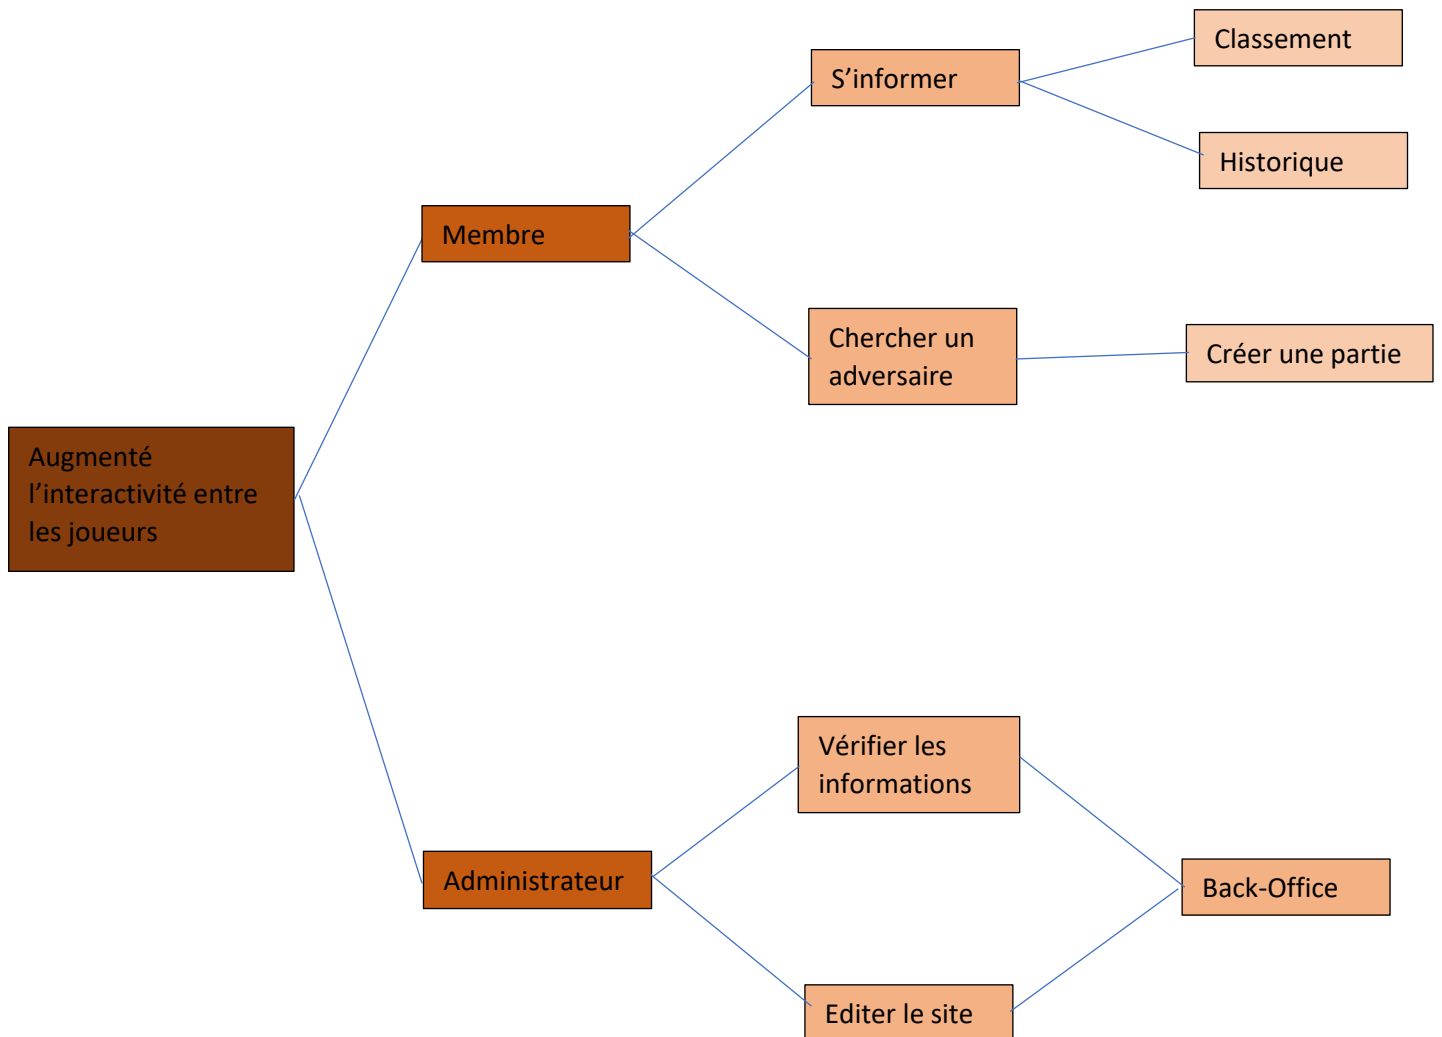 Classement
S’informer
Historique
Membre
Chercher un
adversaire
Créer une partie
Augmenté
l’interactivité entre
les joueurs
Vérifier les
informations
Administrateur
Back-Office
Editer le site